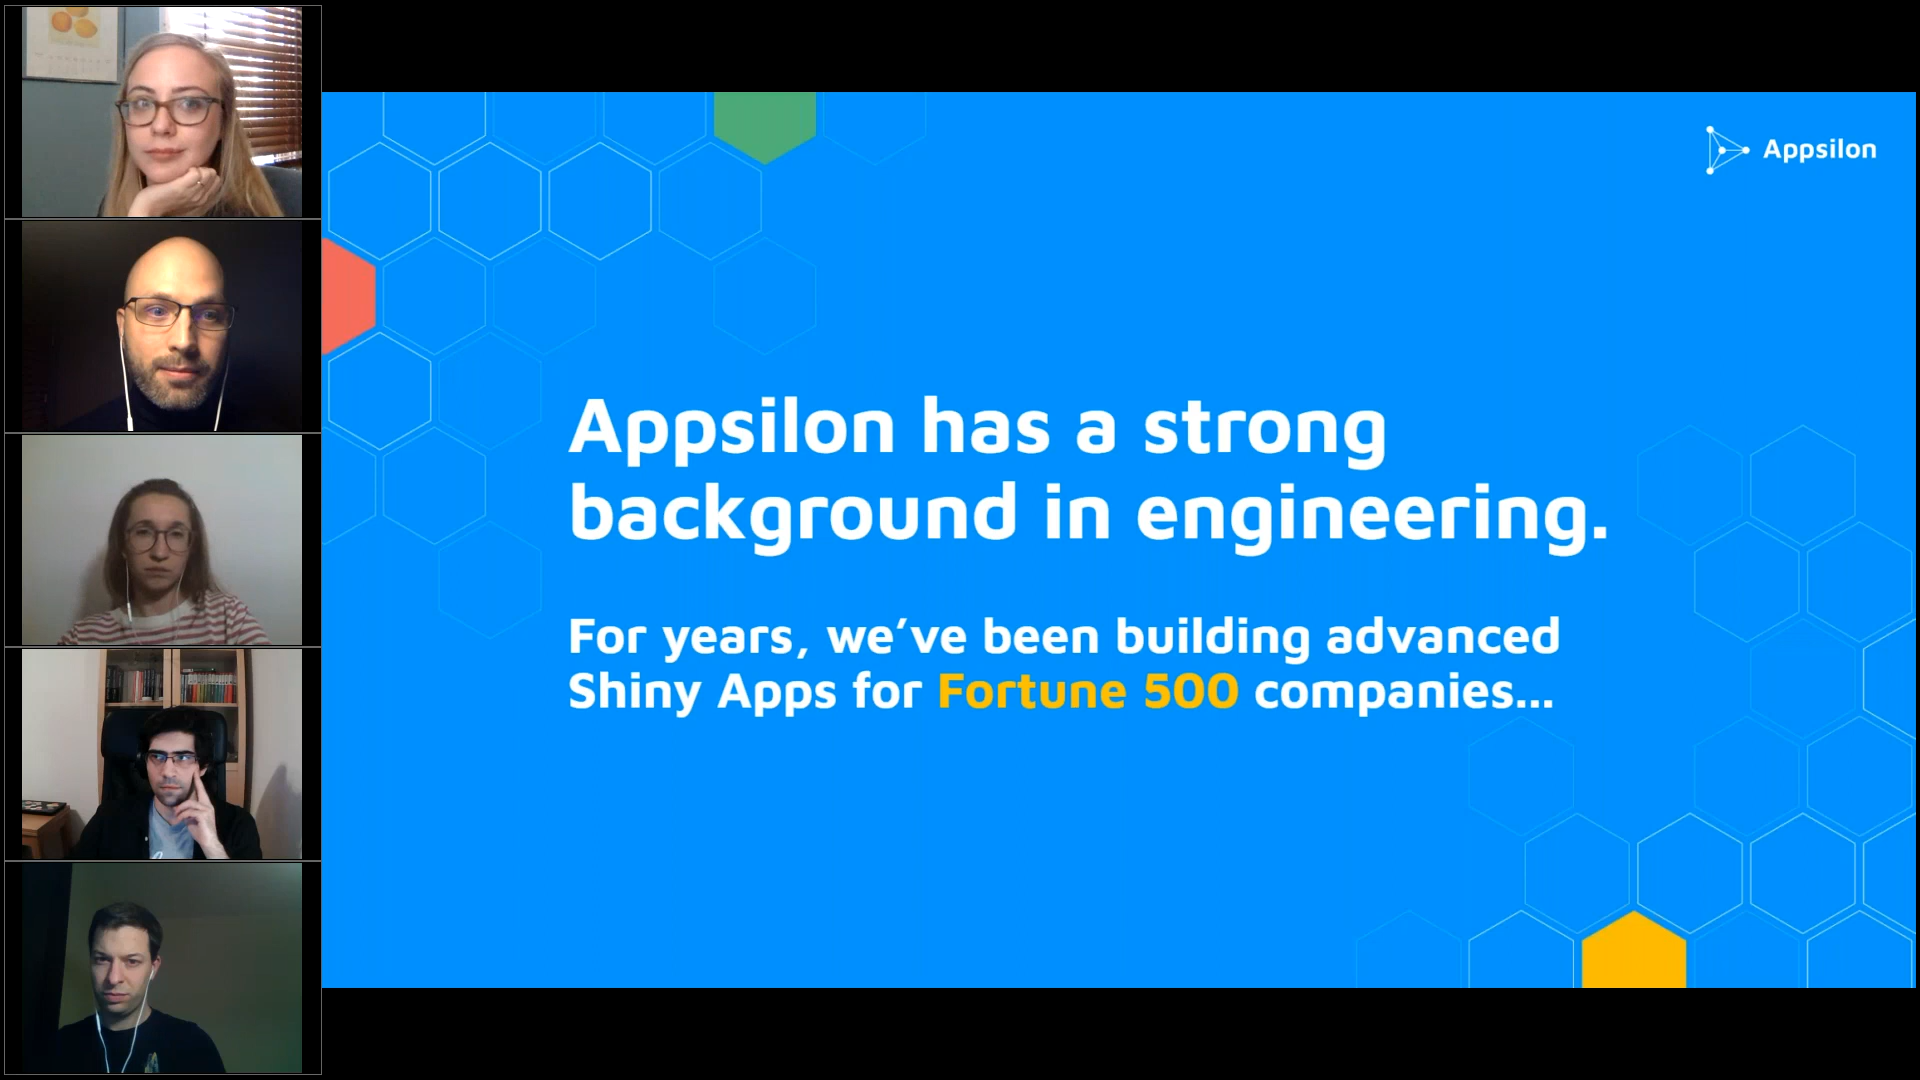 Appsilon
Appsilon has a strong
background in engineering.
For years, we’ve been building advanced
Shiny Apps for Fortune 500 companies...